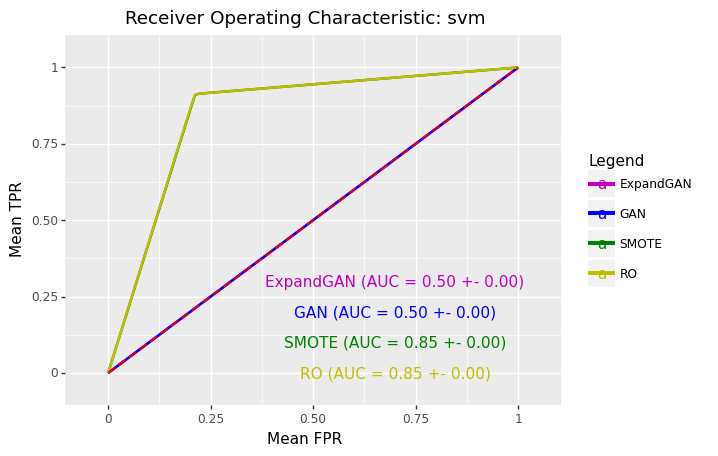 Receiver Operating Characteristic: svm
Mean TPR
1
0.75
0.50
0.25
0
ExpandGAN (AUC = 0.50 +- 0.00)
GAN (AUC = 0.50 +- 0.00)
SMOTE (AUC = 0.85 +- 0.00)
RO (AUC = 0.85 +- 0.00)
0 0.25 0.50 0.75 1
Mean FPR
Legend
a ExpandGAN
a GAN
a SMOTE
a RO